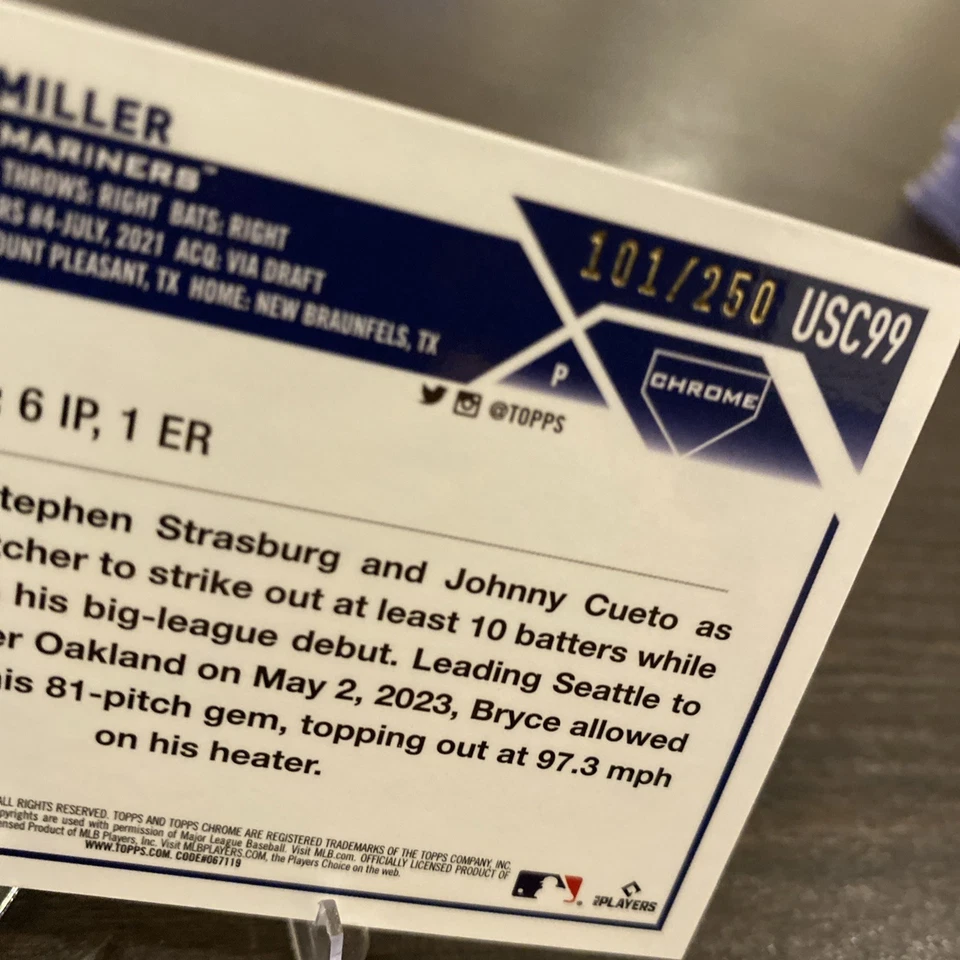 MILLER
MARINERS™
THROWS: RIGHT BATS: RIGHT
RS #4-JULY, 2021 ACQ: VIA DRAFT
OUNT PLEASANT, TX HOME: NEW BRAUNFELS, TX
101/250 USC99
P
CHROME
@TOPPS
6 IP, 1 ER
tephen Strasburg and Johnny Cueto as
cher to strike out at least 10 batters while
his big-league debut. Leading Seattle to
er Oakland on May 2, 2023, Bryce allowed
his 81-pitch gem, topping out at 97.3 mph
on his heater.
ALL RIGHTS RESERVED. TOPPS AND TOPPS CHROME ARE REGISTERED TRADEMARKS OF THE TOPPS COMPANY, INC.
pyrights are used with permission of Major League Baseball. Visit MLB.com. OFFICIALLY LICENSED PRODUCT OF
ensed Product of MLB Players, Inc. Visit MLBPLAYERS.COM, the Players Choice on the web.
WWW.TOPPS.COM. CODE#067119
PLAYERS